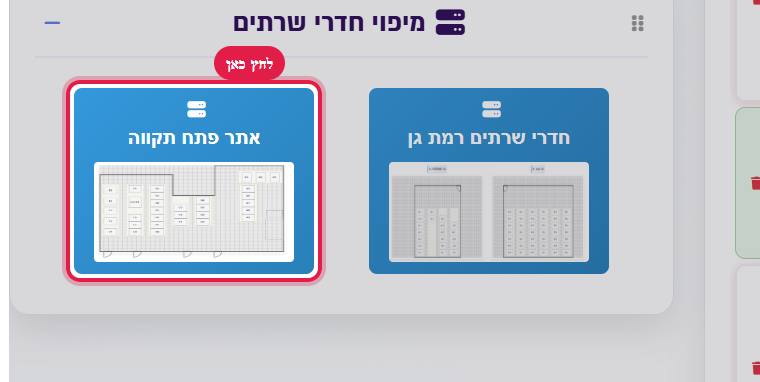 מיפוי חדרי שרתים
לחץ כאן
חדרי שרתים רמת גן
אתר פתח תקווה